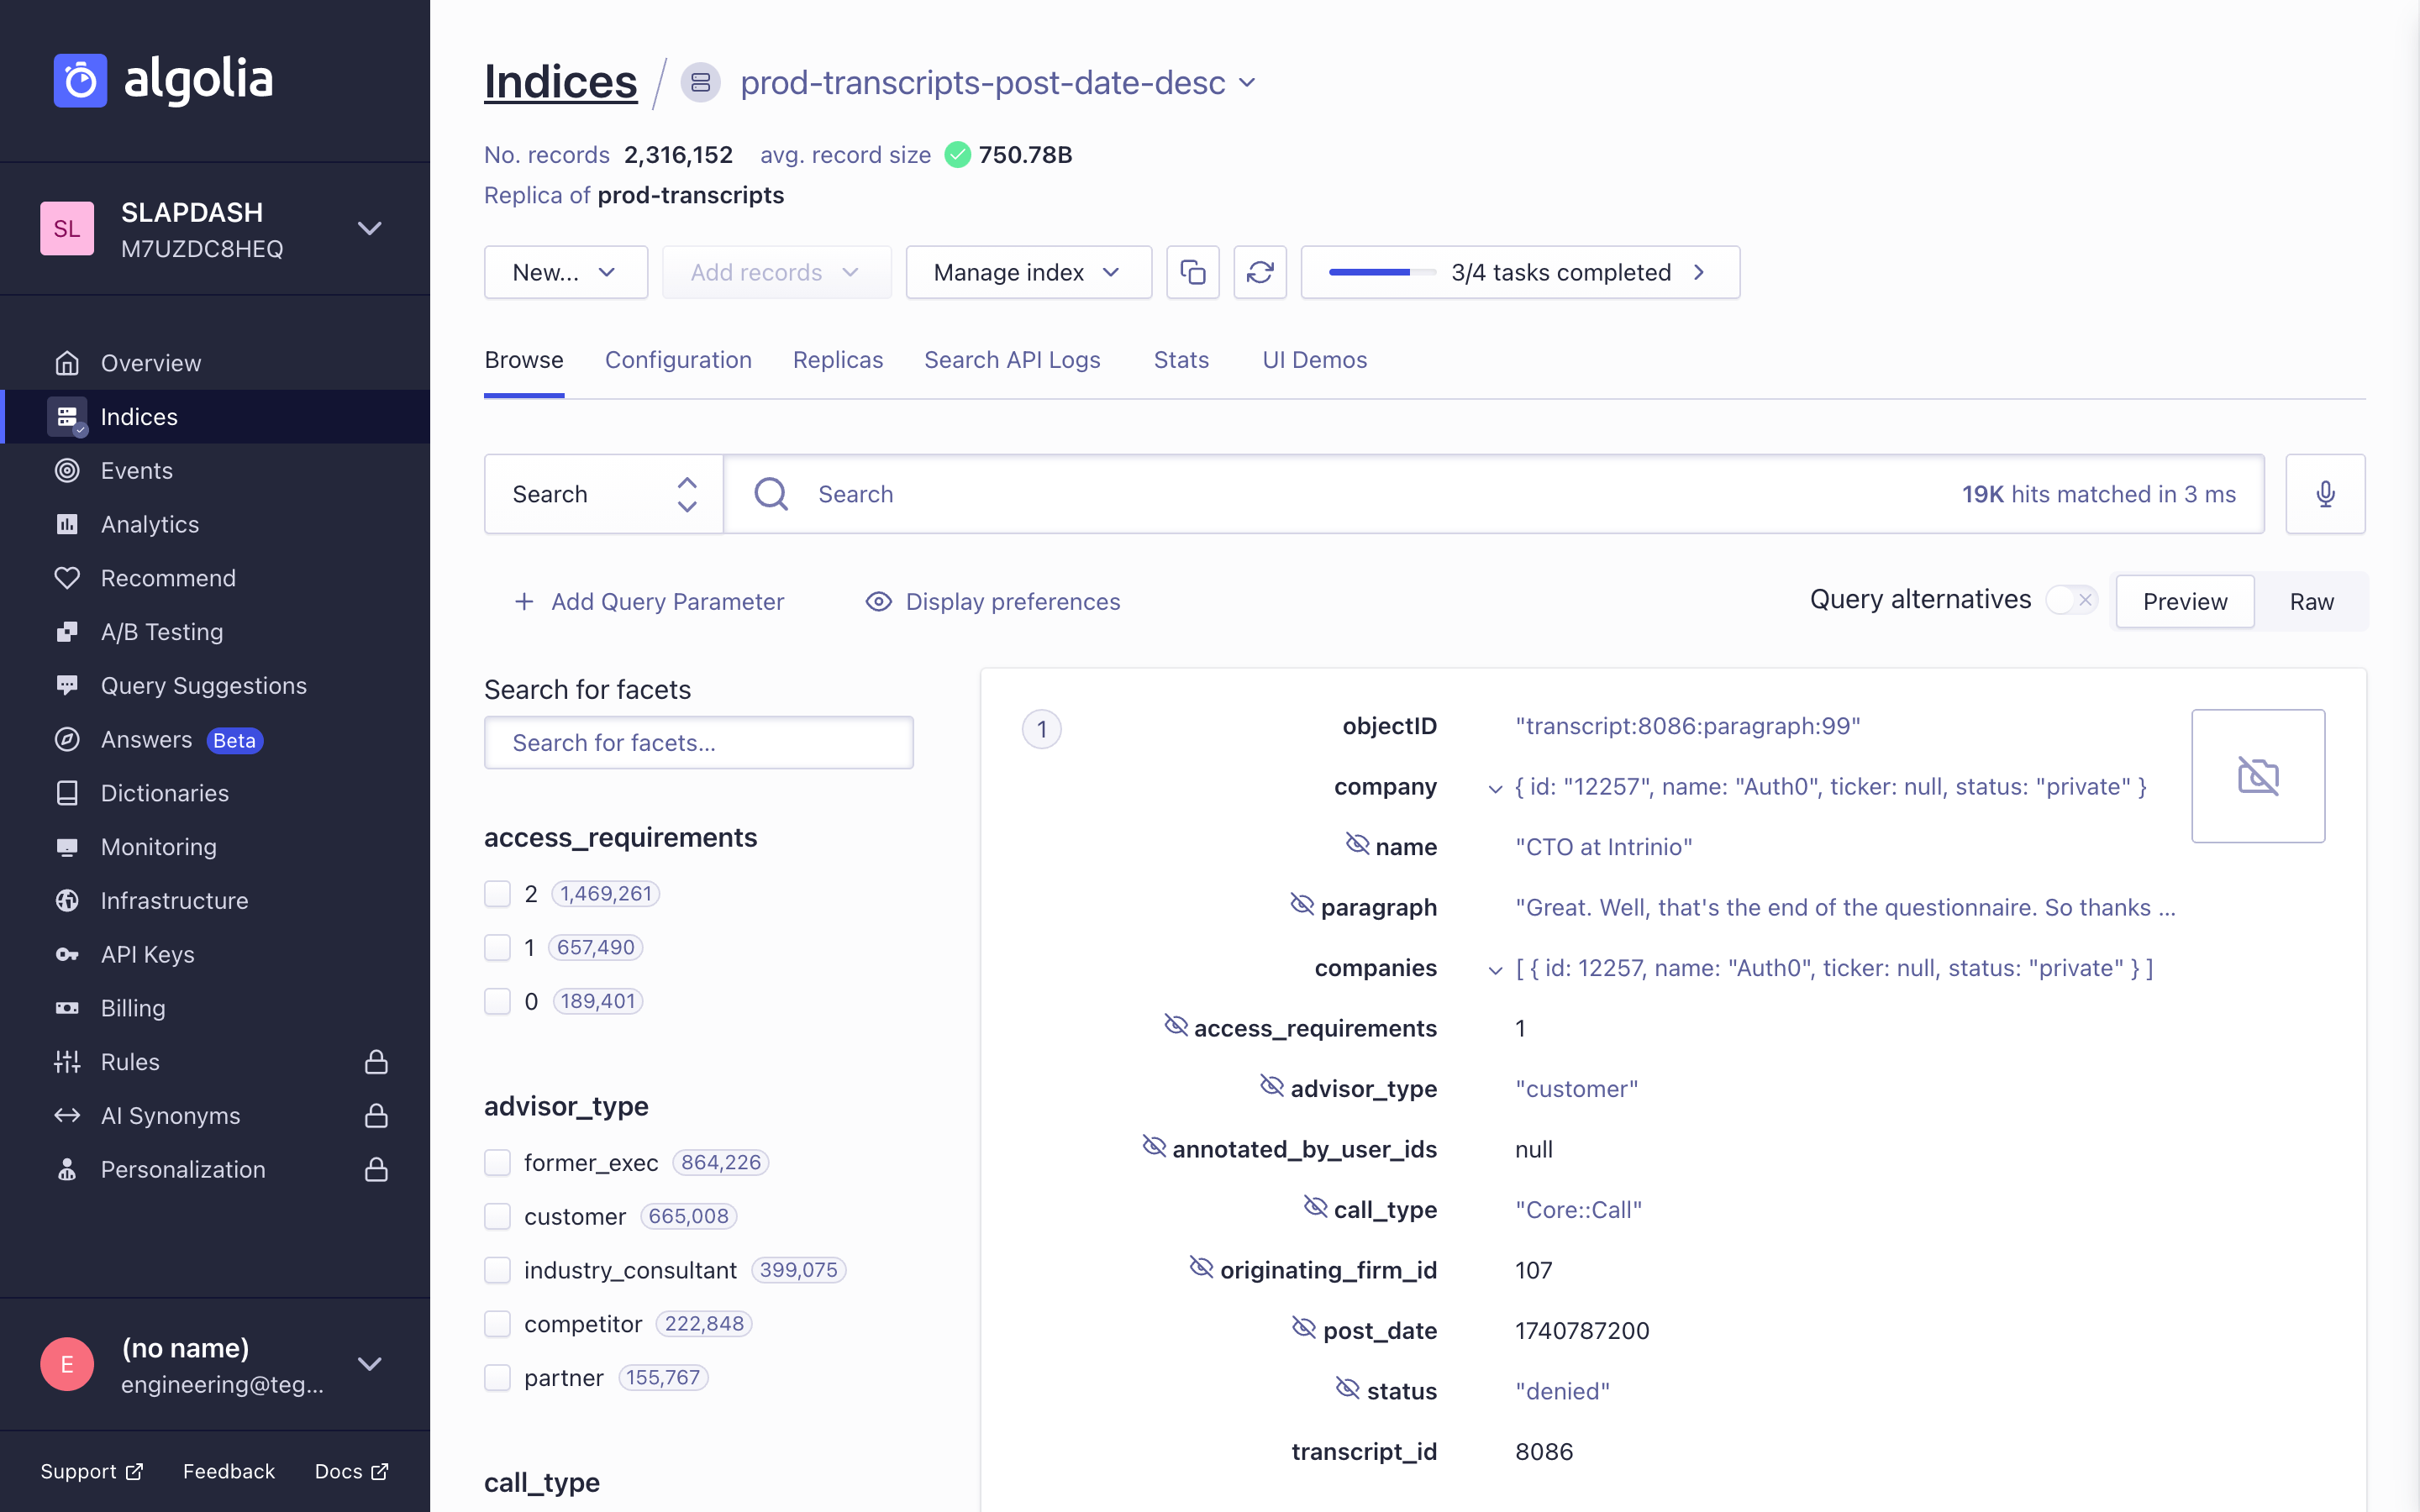 algolia
SL
SLAPDASH
M7UZDC8HEQ
Overview
Indices
Events
Analytics
Recommend
A/B Testing
Query Suggestions
Answers Beta
Dictionaries
Monitoring
Infrastructure
API Keys
Billing
Rules
AI Synonyms
Personalization
E
(no name)
engineering@teg...
Support Feedback Docs
Indices / prod-transcripts-post-date-desc
No. records 2,316,152 avg. record size 750.78B
Replica of prod-transcripts
New... Add records Manage index 3/4 tasks completed
Browse Configuration Replicas Search API Logs Stats UI Demos
Search Search 19K hits matched in 3 ms
Add Query Parameter Display preferences Query alternatives Preview Raw
Search for facets
Search for facets...
access_requirements
2 1,469,261
1 657,490
0 189,401
advisor_type
former_exec 864,226
customer 665,008
industry_consultant 399,075
competitor 222,848
partner 155,767
call_type
1
objectID "transcript:8086:paragraph:99"
company { id: "12257", name: "Auth0", ticker: null, status: "private" }
name "CTO at Intrinio"
paragraph "Great. Well, that's the end of the questionnaire. So thanks ...
companies [ { id: 12257, name: "Auth0", ticker: null, status: "private" } ]
access_requirements 1
advisor_type "customer"
annotated_by_user_ids null
call_type "Core::Call"
originating_firm_id 107
post_date 1740787200
status "denied"
transcript_id 8086